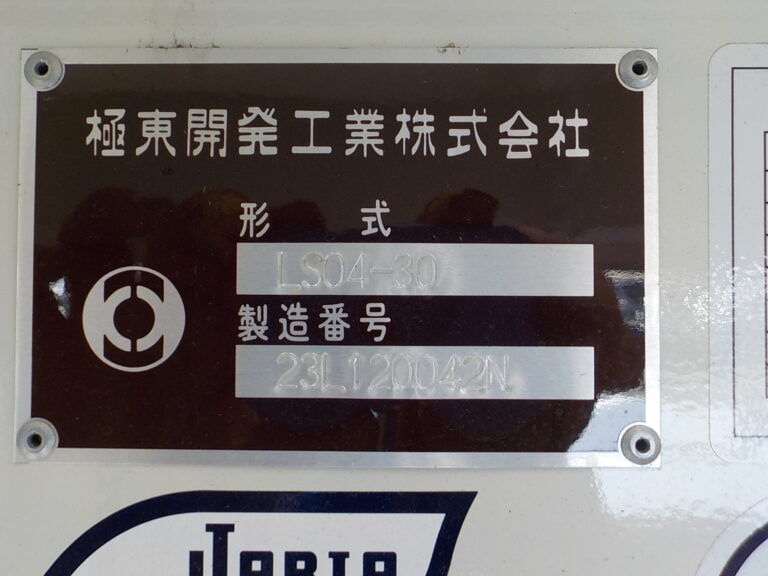 極東開発工業株式会社
形 式
LS04-30
製造番号
23L120042N
JABIA